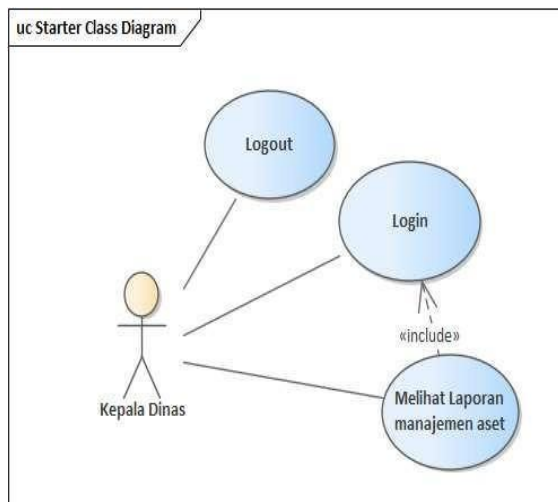 uc Starter Class Diagram
Logout
Login
«include»
Melihat Laporan
manajemen aset
Kepala Dinas